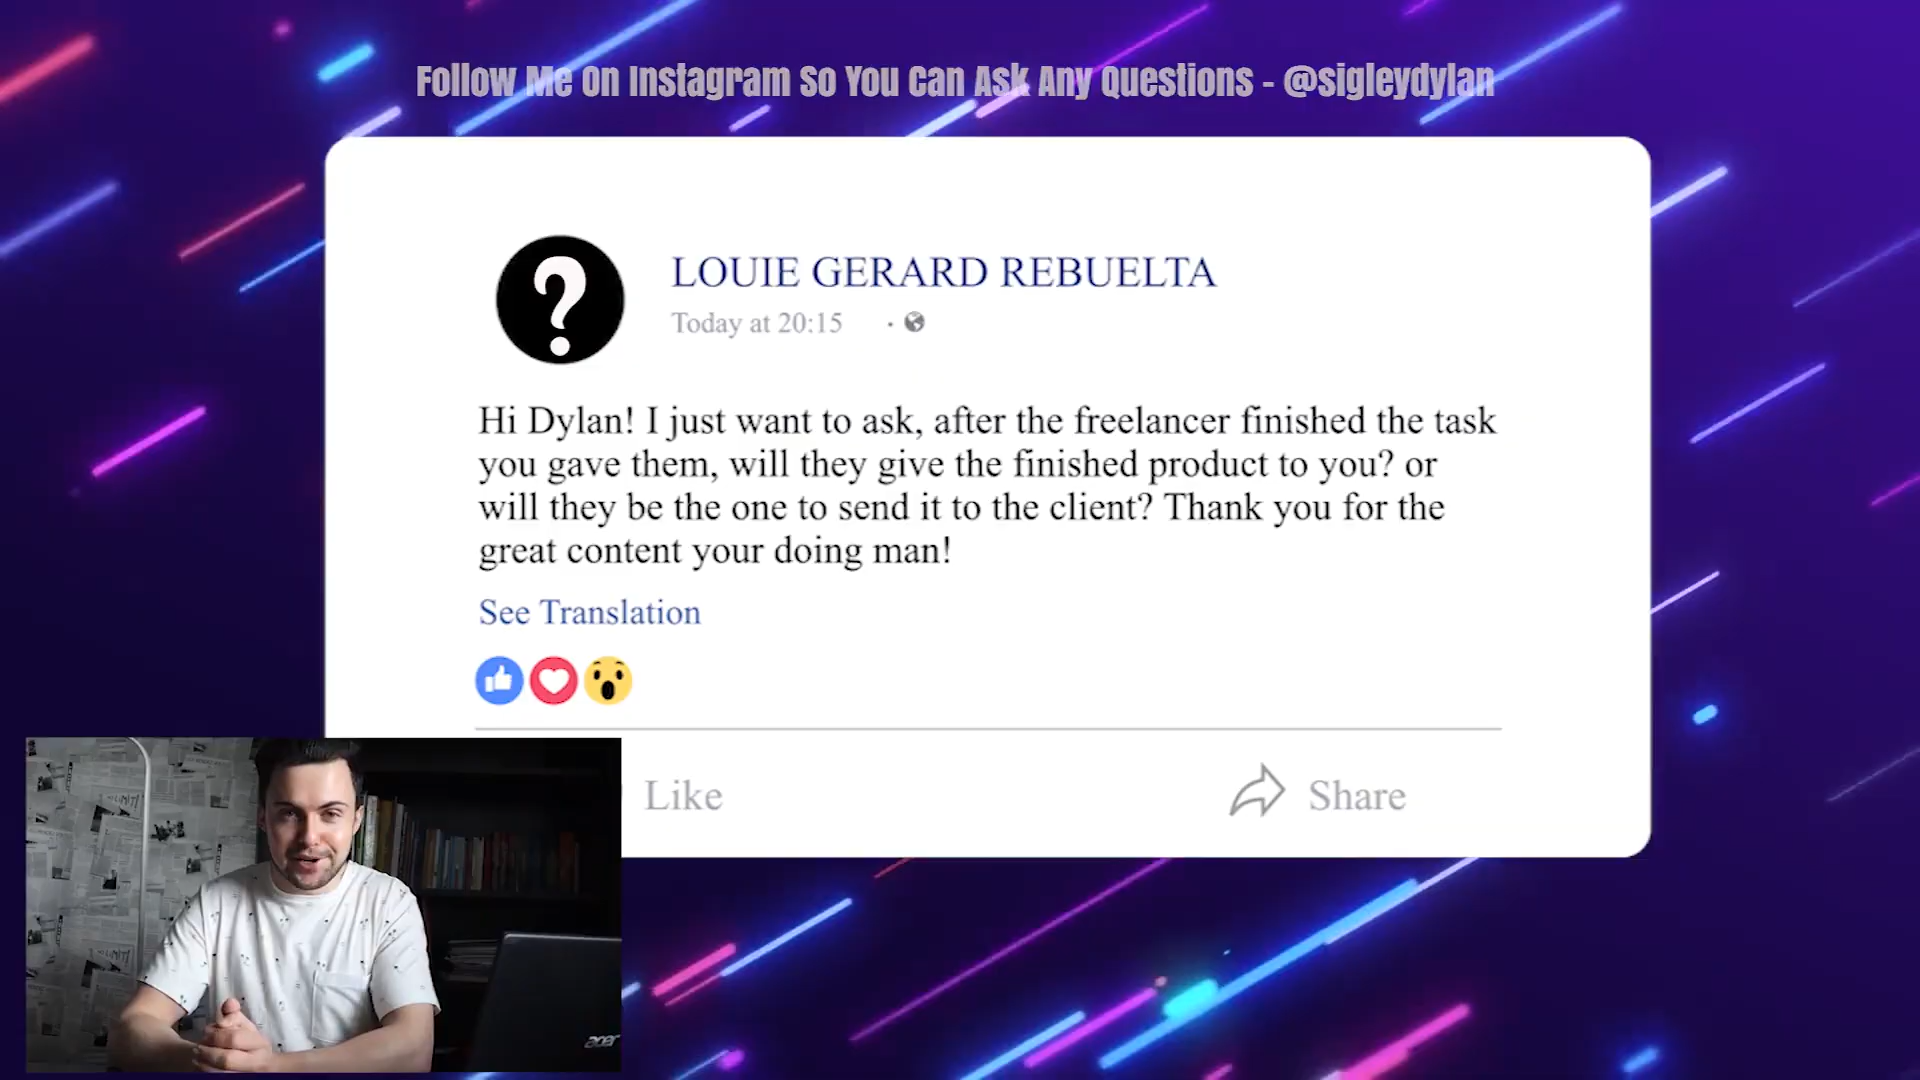 Follow Me On Instagram So You Can Ask Any Questions - @sigleydylan
LOUIE GERARD REBUELTA
Today at 20:15
Hi Dylan! I just want to ask, after the freelancer finished the task
you gave them, will they give the finished product to you? or
will they be the one to send it to the client? Thank you for the
great content your doing man!
See Translation
Like
Share
acer